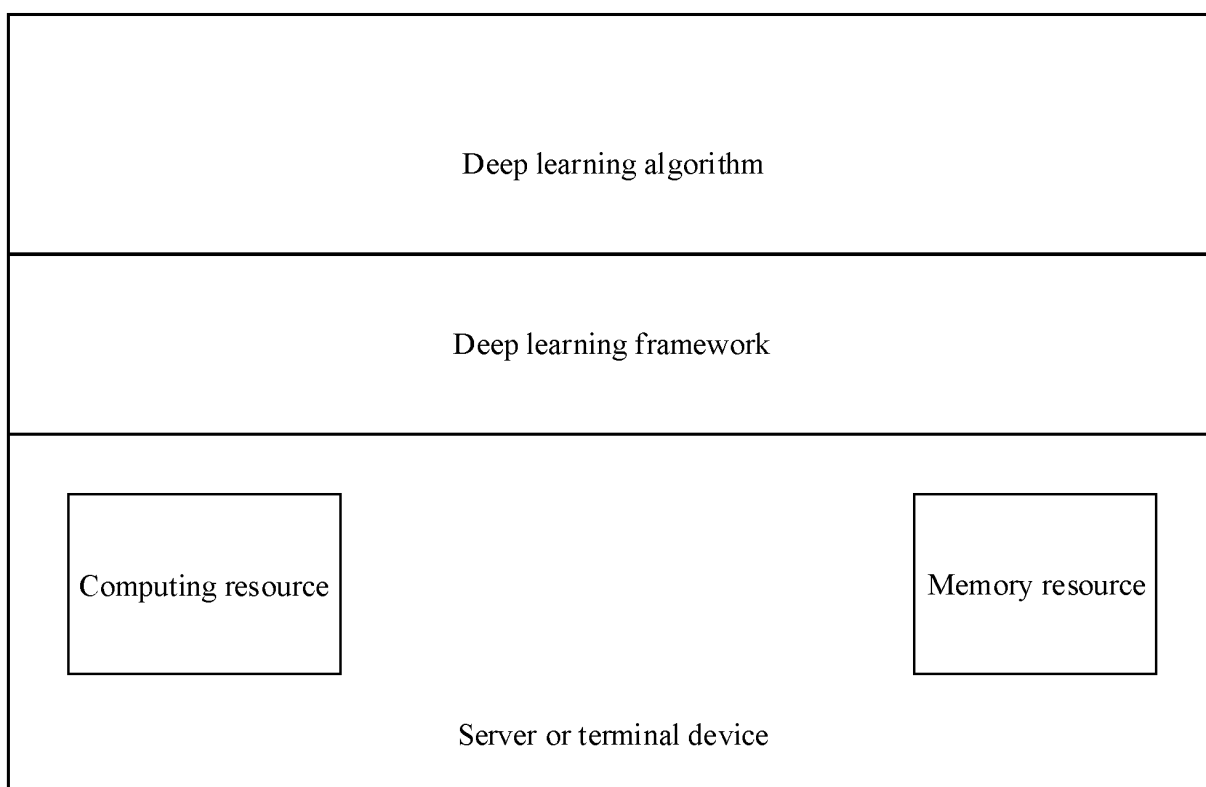 Deep learning algorithm
Deep learning framework
Computing resource
Memory resource
Server or terminal device